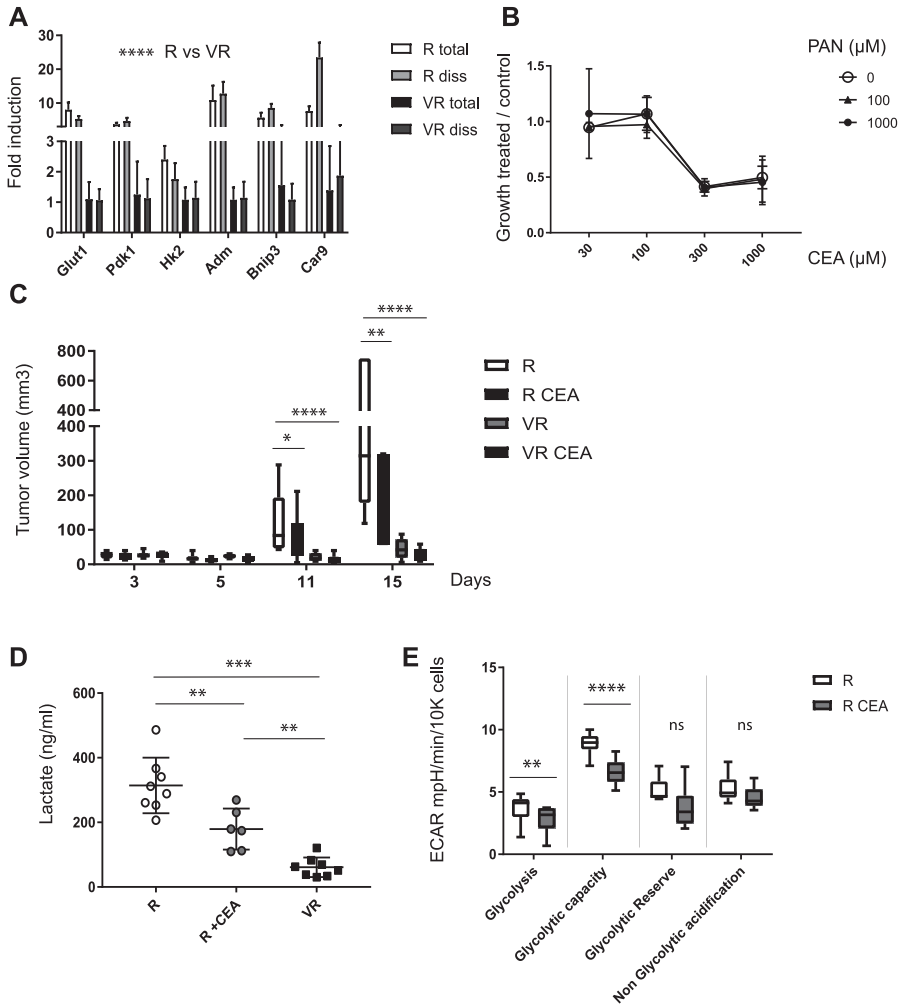 A
**** R vs VR
Fold induction
30
20
10
3
2
1
0
Glut1
Pdk1
Hk2
Adm
Bnip3
Car9
R total
R diss
VR total
VR diss
B
Growth treated / control
1.5
1.0
0.5
0.0
30
100
300
1000
CEA (µM)
PAN (µM)
0
100
1000
C
Tumor volume (mm3)
800
600
400
400
300
200
100
0
*
****
**
****
3
5
11
15
Days
R
R CEA
VR
VR CEA
D
Lactate (ng/ml)
600
400
200
0
***
**
**
R
R +CEA
VR
E
ECAR mpH/min/10K cells
15
10
5
0
**
****
ns
ns
Glycolysis
Glycolytic capacity
Glycolytic Reserve
Non Glycolytic acidification
R
R CEA